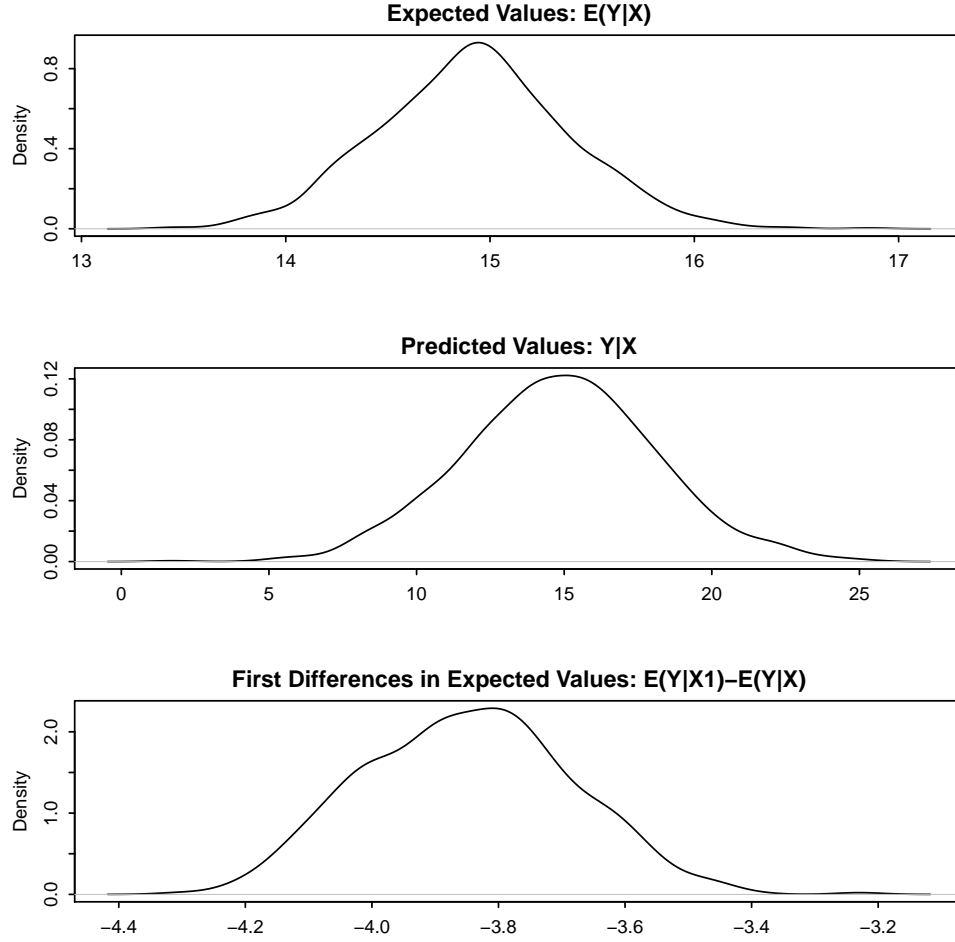 Expected Values: E(Y|X)
Density
0.0 0.4 0.8
13 14 15 16 17
Predicted Values: Y|X
Density
0.00 0.04 0.08 0.12
0 5 10 15 20 25
First Differences in Expected Values: E(Y|X1)−E(Y|X)
Density
0.0 1.0 2.0
−4.4 −4.2 −4.0 −3.8 −3.6 −3.4 −3.2